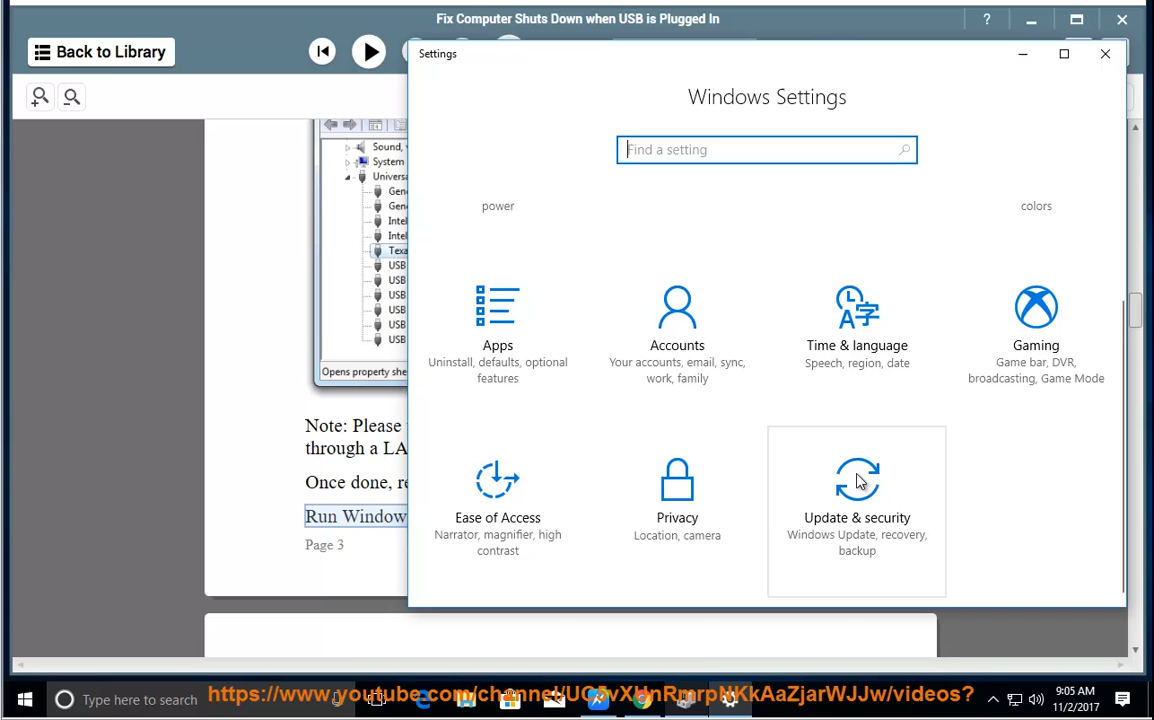 Fix Computer Shuts Down when USB is Plugged In
?
Back to Library
Settings
Windows Settings
Find a setting
power
colors
Sound,
System
Univers
Gene
Gene
Intel
Intel
Texa
USB
USB
USB
USB
USB
USB
Opens property she
Apps
Uninstall, defaults, optional
features
Accounts
Your accounts, email, sync,
work, family
Time & language
Speech, region, date
Gaming
Game bar, DVR,
broadcasting, Game Mode
Ease of Access
Narrator, magnifier, high
contrast
Privacy
Location, camera
Update & security
Windows Update, recovery,
backup
Note: Please
through a LA
Once done, re
Run Window
Page 3
Type here to search
9:05 AM
11/2/2017